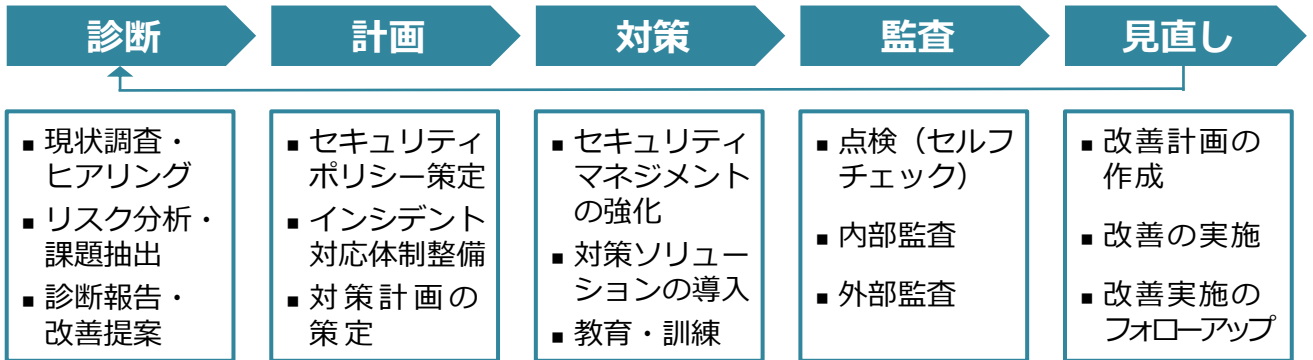 診断
計画
対策
監査
見直し
■ 現状調査・
ヒアリング
■ リスク分析・
課題抽出
■ 診断報告・
改善提案
■ セキュリティ
ポリシー策定
■ インシデント
対応体制整備
■ 対策計画の
策定
■ セキュリティ
マネジメント
の強化
■ 対策ソリュー
ションの導入
■ 教育・訓練
■ 点検（セルフ
チェック）
■ 内部監査
■ 外部監査
■ 改善計画の
作成
■ 改善の実施
■ 改善実施の
フォローアップ